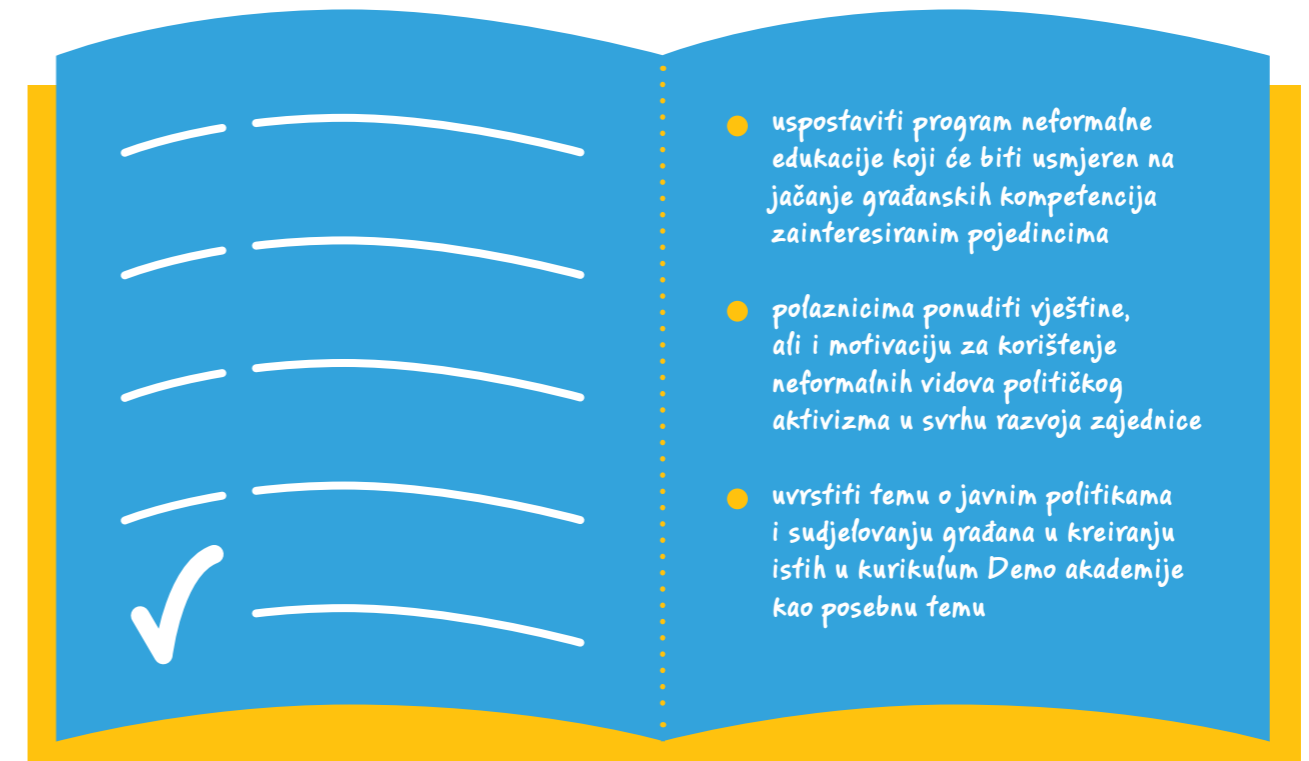 uspostaviti program neformalne
edukacije koji će biti usmjeren na
jačanje građanskih kompetencija
zainteresiranim pojedincima
polaznicima ponuditi vještine,
ali i motivaciju za korištenje
neformalnih vidova političkog
aktivizma u svrhu razvoja zajednice
uvrstiti temu o javnim politikama
i sudjelovanju građana u kreiranju
istih u kurikulum Demo akademije
kao posebnu temu